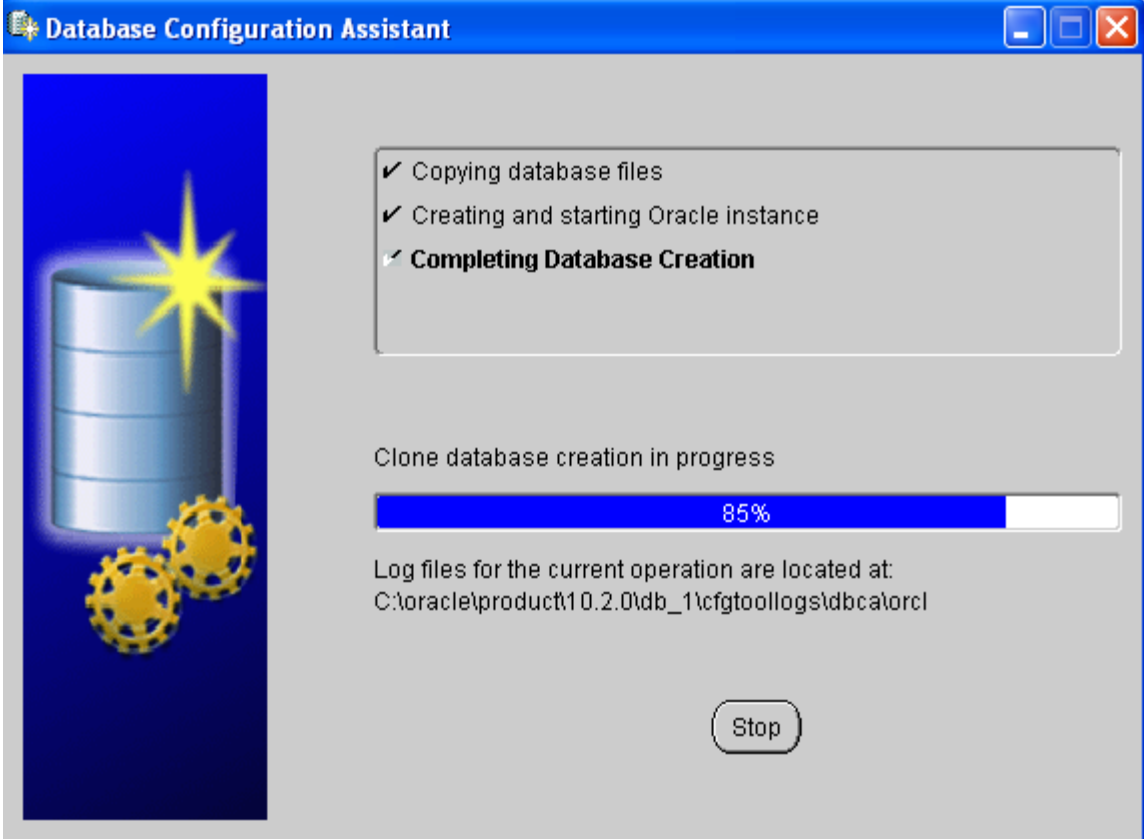 Database Configuration Assistant
Copying database files
Creating and starting Oracle instance
Completing Database Creation
Clone database creation in progress
85%
Log files for the current operation are located at:
C:\oracle\product\10.2.0\db_1\cfgtoollogs\dbca\orcl
Stop